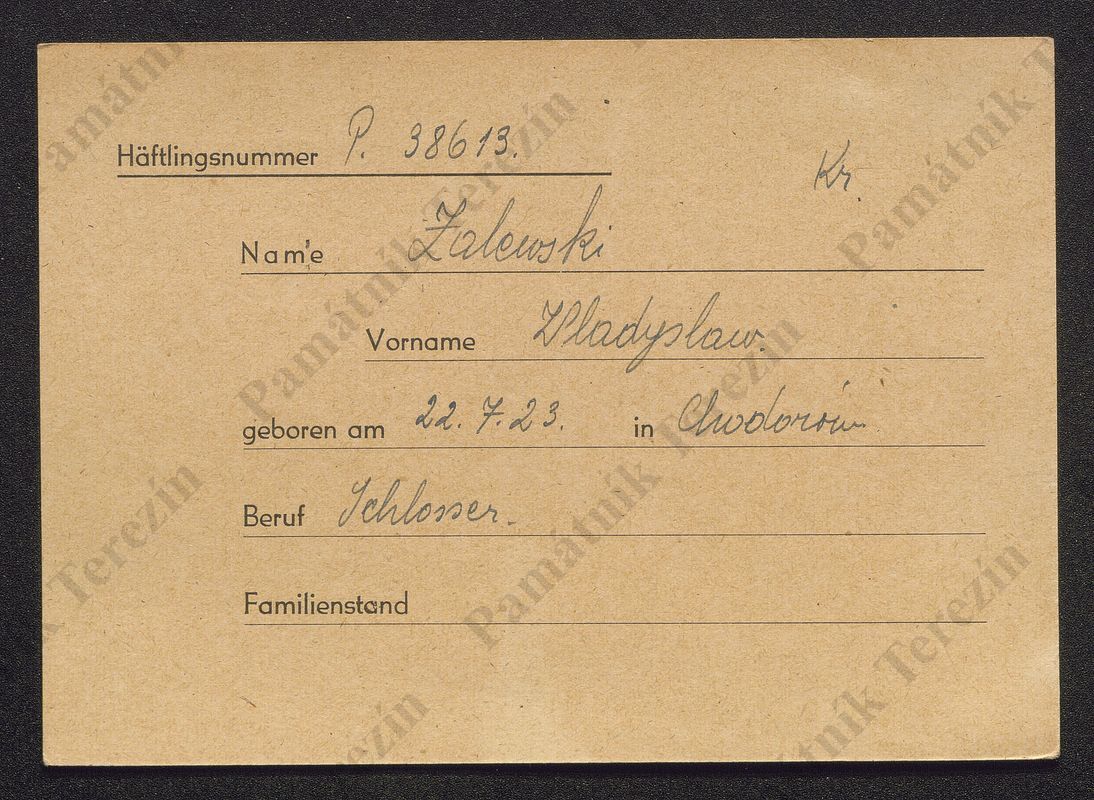 Häftlingsnummer P. 38613.
Kr.
Name Zalewski
Vorname Wladyslaw.
geboren am 22. 7. 23. in Chodorów
Beruf Schlosser.
Familienstand
Památník Terezín